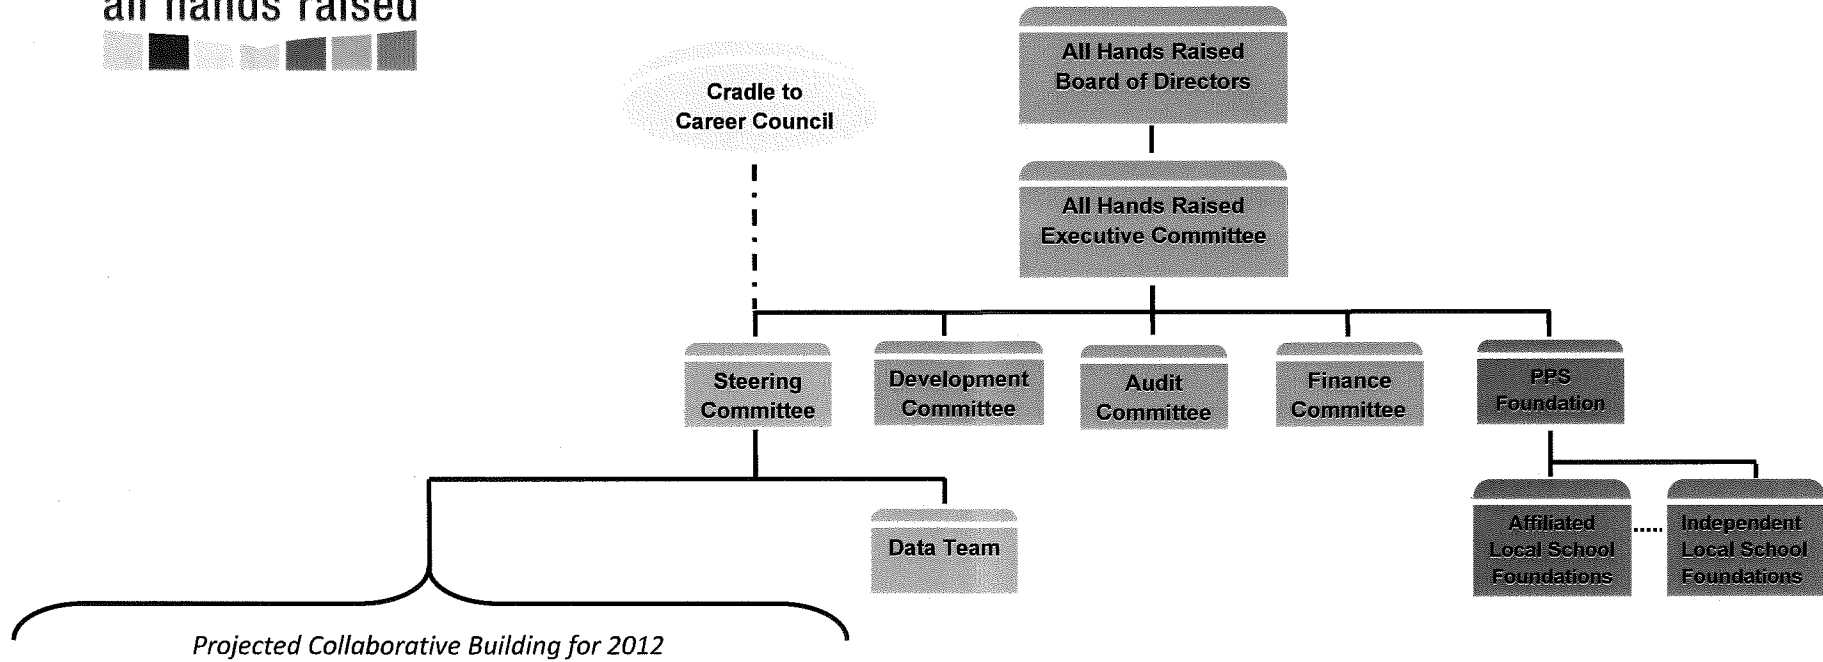 all hands raised
All Hands Raised
Board of Directors
Cradle to
Career Council
All Hands Raised
Executive Committee
Steering
Committee
Development
Committee
Audit
Committee
Finance
Committee
PPS
Foundation
Data Team
Affiliated
Local School
Foundations
Independent
Local School
Foundations
Projected Collaborative Building for 2012